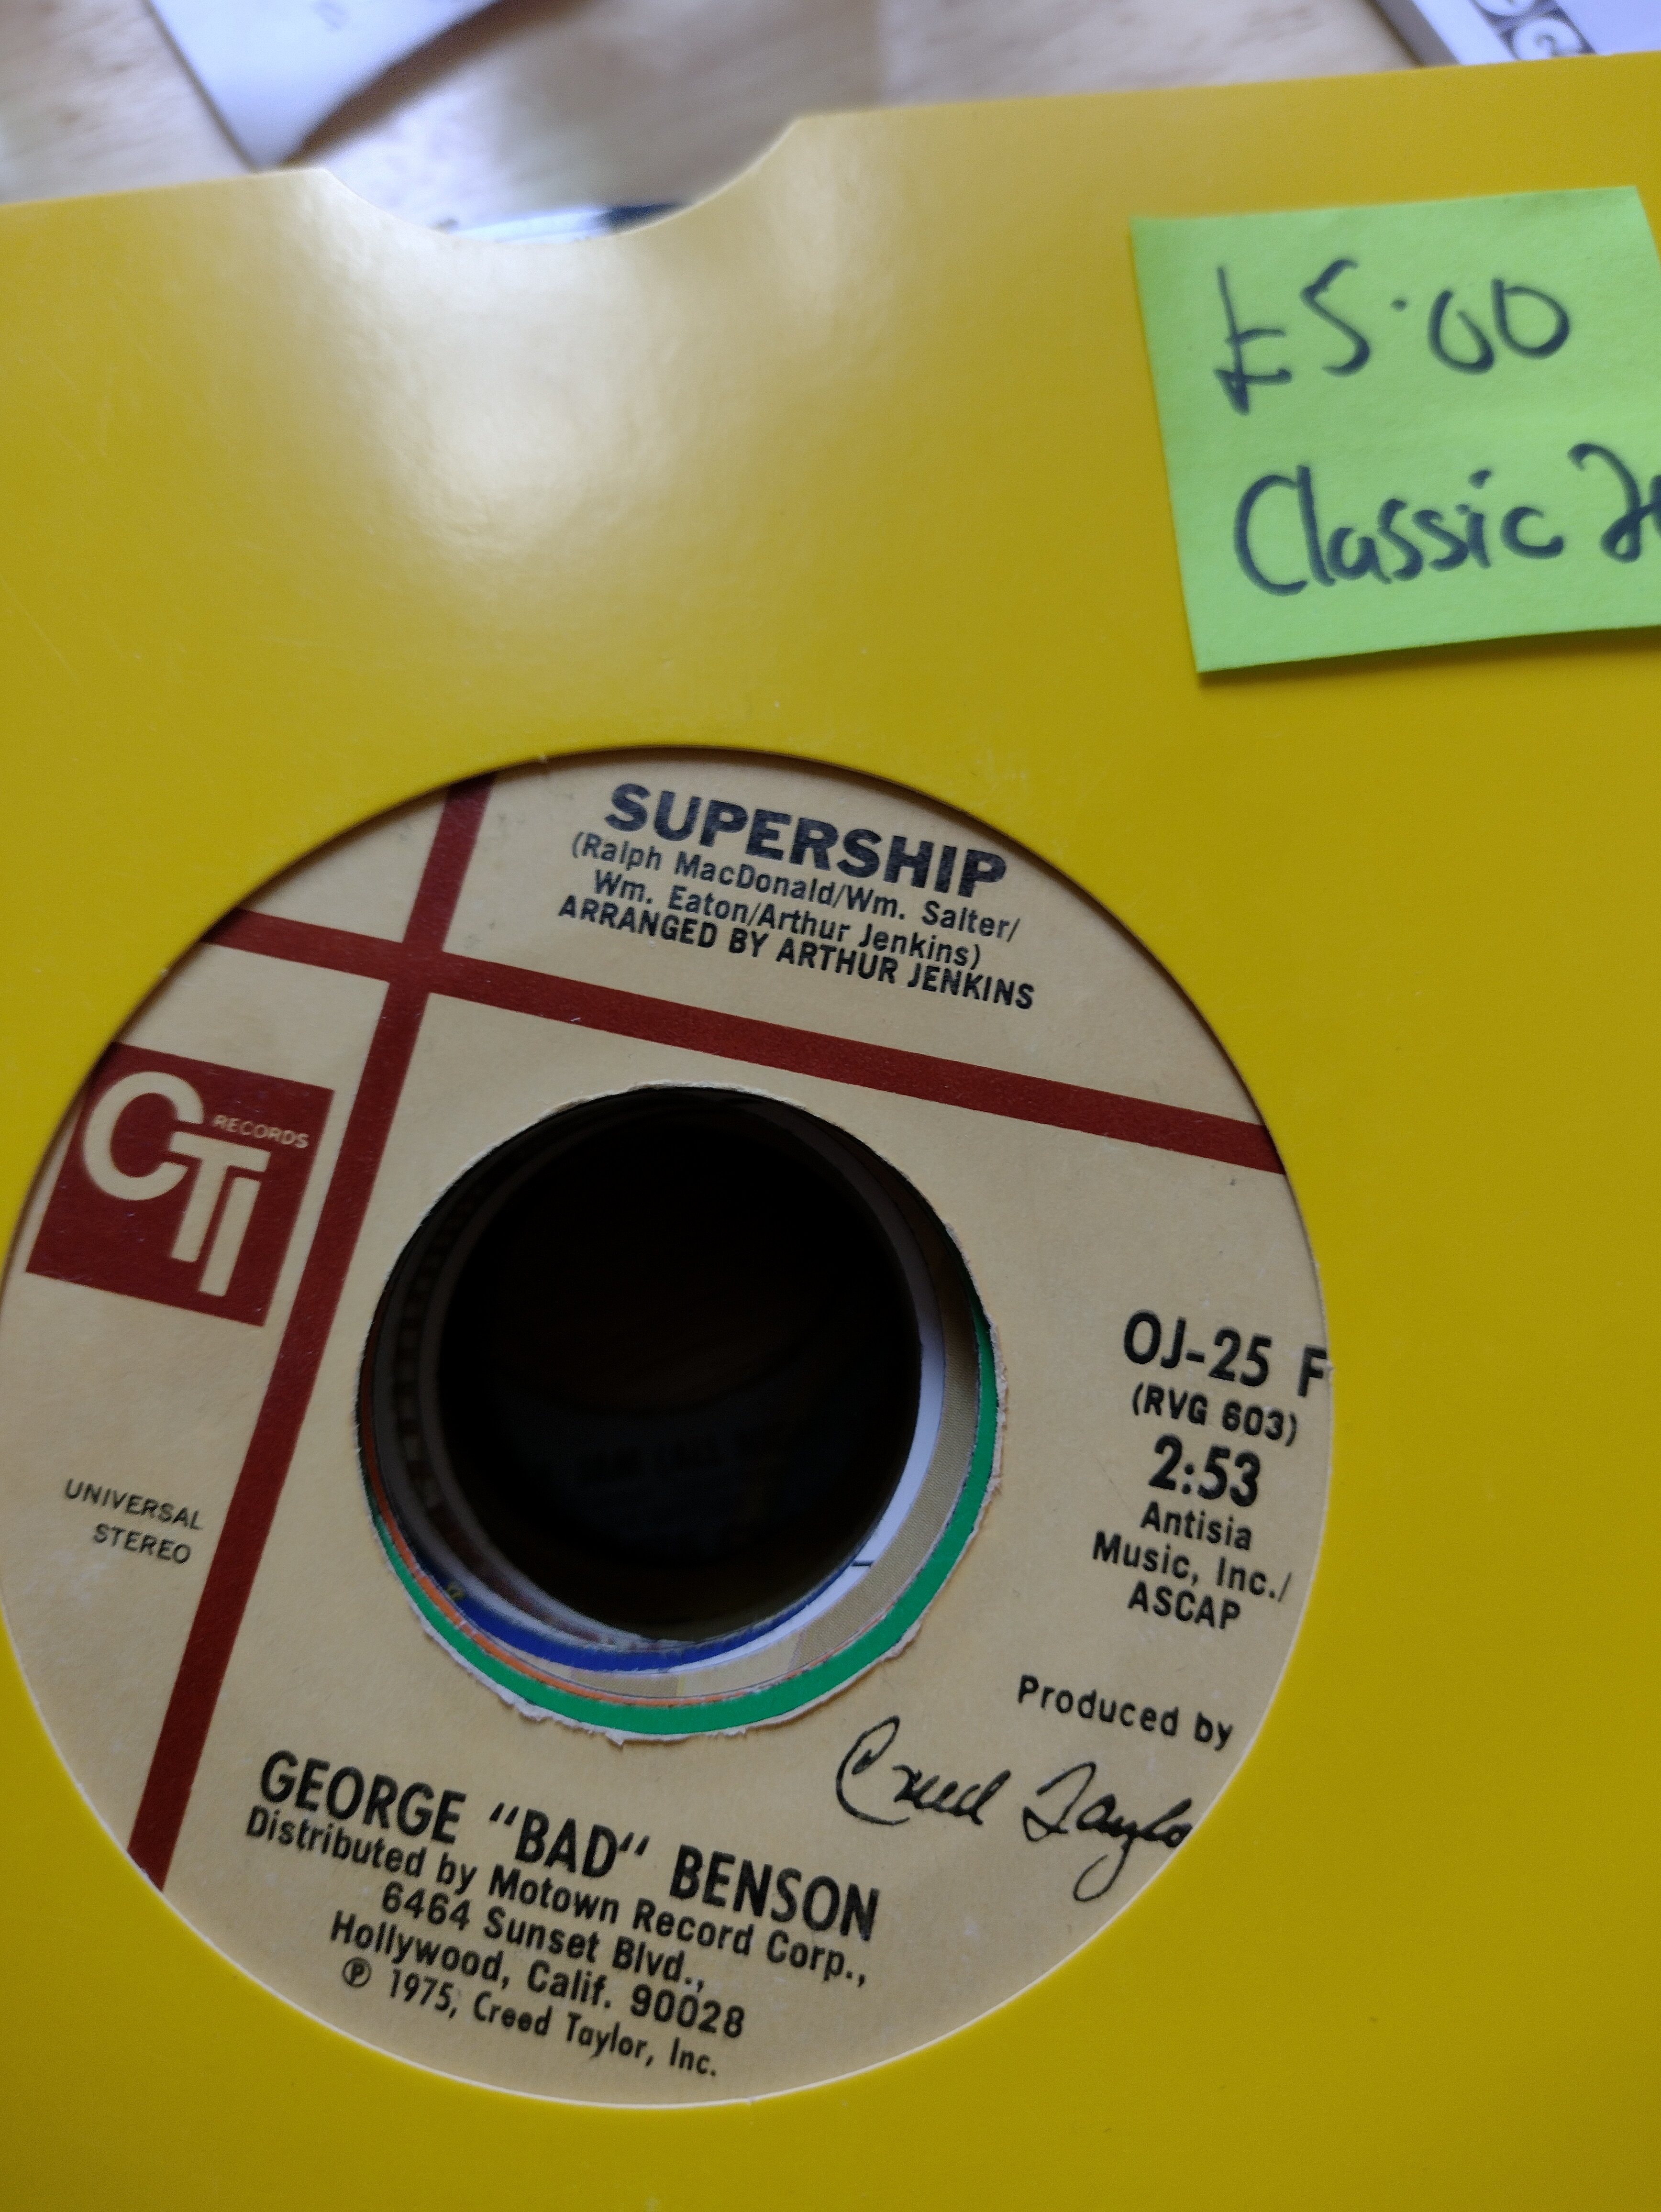 £5.00
Classic
SUPERSHIP
(Ralph MacDonald/Wm. Salter/
Wm. Eaton/Arthur Jenkins)
ARRANGED BY ARTHUR JENKINS
CTI
RECORDS
UNIVERSAL
STEREO
OJ-25 F
(RVG 603)
2:53
Antisia
Music, Inc./
ASCAP
Produced by
Creed Taylo
GEORGE "BAD" BENSON
Distributed by Motown Record Corp.,
6464 Sunset Blvd.,
Hollywood, Calif. 90028
℗ 1975, Creed Taylor, Inc.